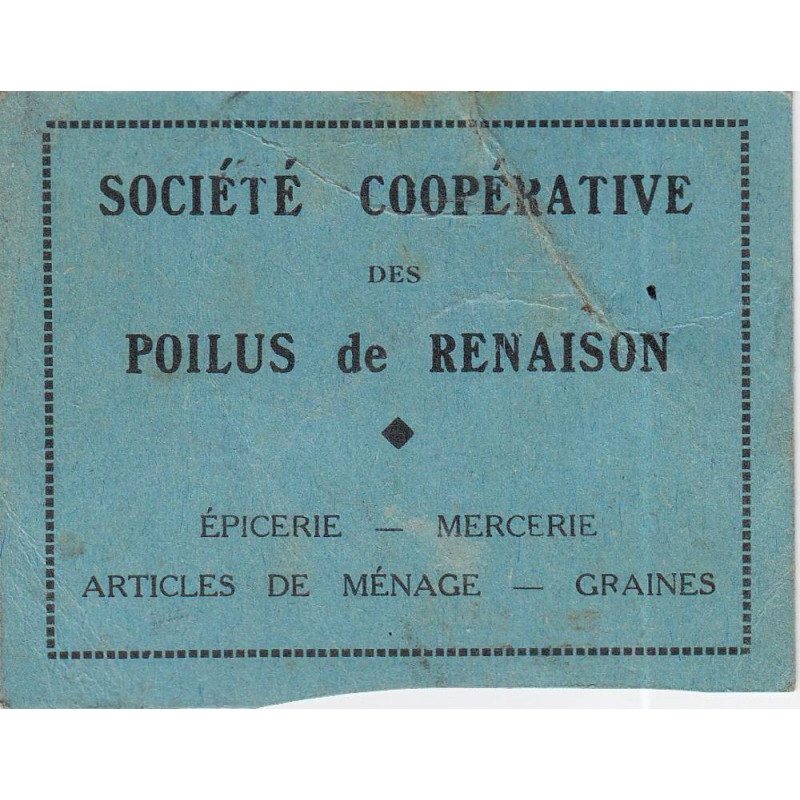 SOCIÉTÉ COOPÉRATIVE
DES
POILUS de RENAISON
ÉPICERIE — MERCERIE
ARTICLES DE MÉNAGE — GRAINES